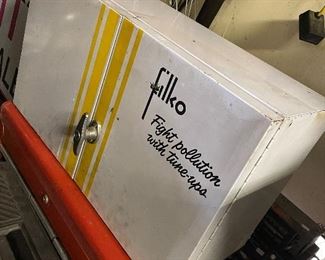 filko
Fight pollution
with tune-ups